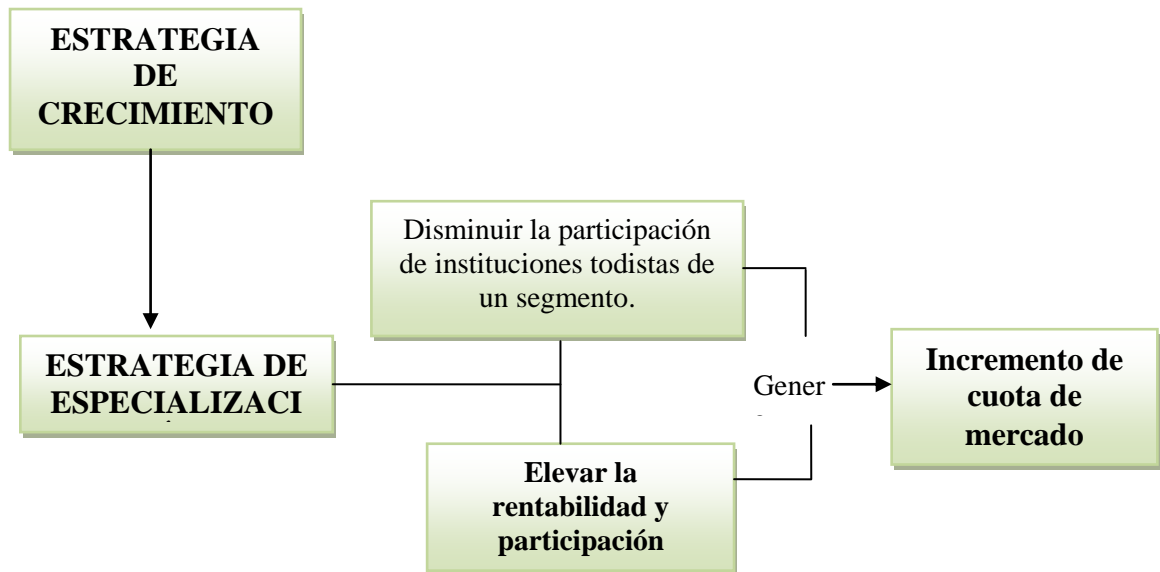 ESTRATEGIA
DE
CRECIMIENTO
Disminuir la participación
de instituciones todistas de
un segmento.
ESTRATEGIA DE
ESPECIALIZACI
Gener
Incremento de
cuota de
mercado
Elevar la
rentabilidad y
participación